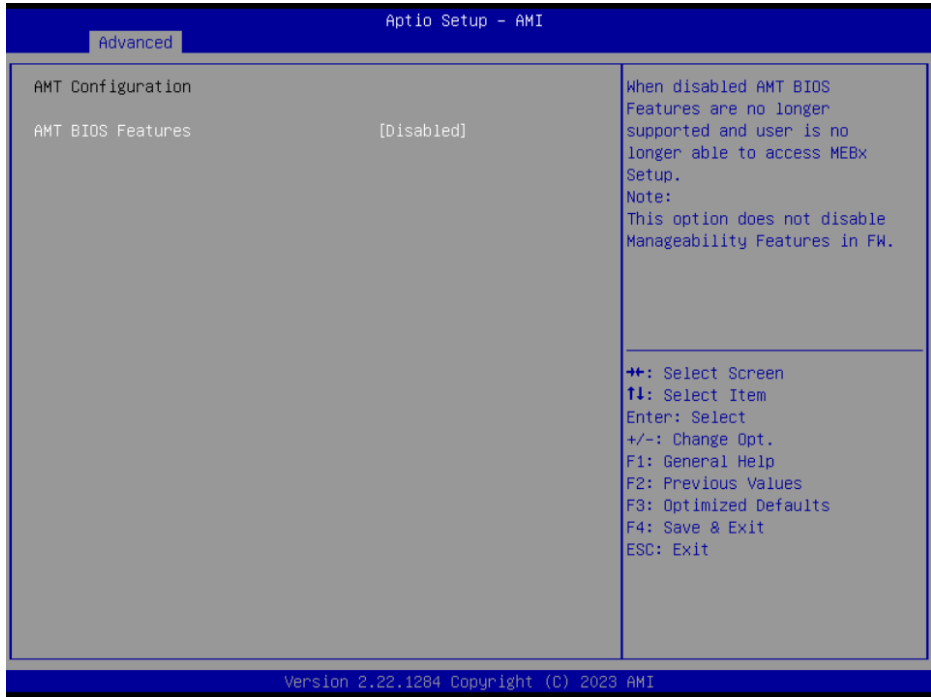 Aptio Setup – AMI
Advanced
AMT Configuration
AMT BIOS Features [Disabled]
When disabled AMT BIOS
Features are no longer
supported and user is no
longer able to access MEBx
Setup.
Note:
This option does not disable
Manageability Features in FW.
→←: Select Screen
↑↓: Select Item
Enter: Select
+/-: Change Opt.
F1: General Help
F2: Previous Values
F3: Optimized Defaults
F4: Save & Exit
ESC: Exit
Version 2.22.1284 Copyright (C) 2023 AMI